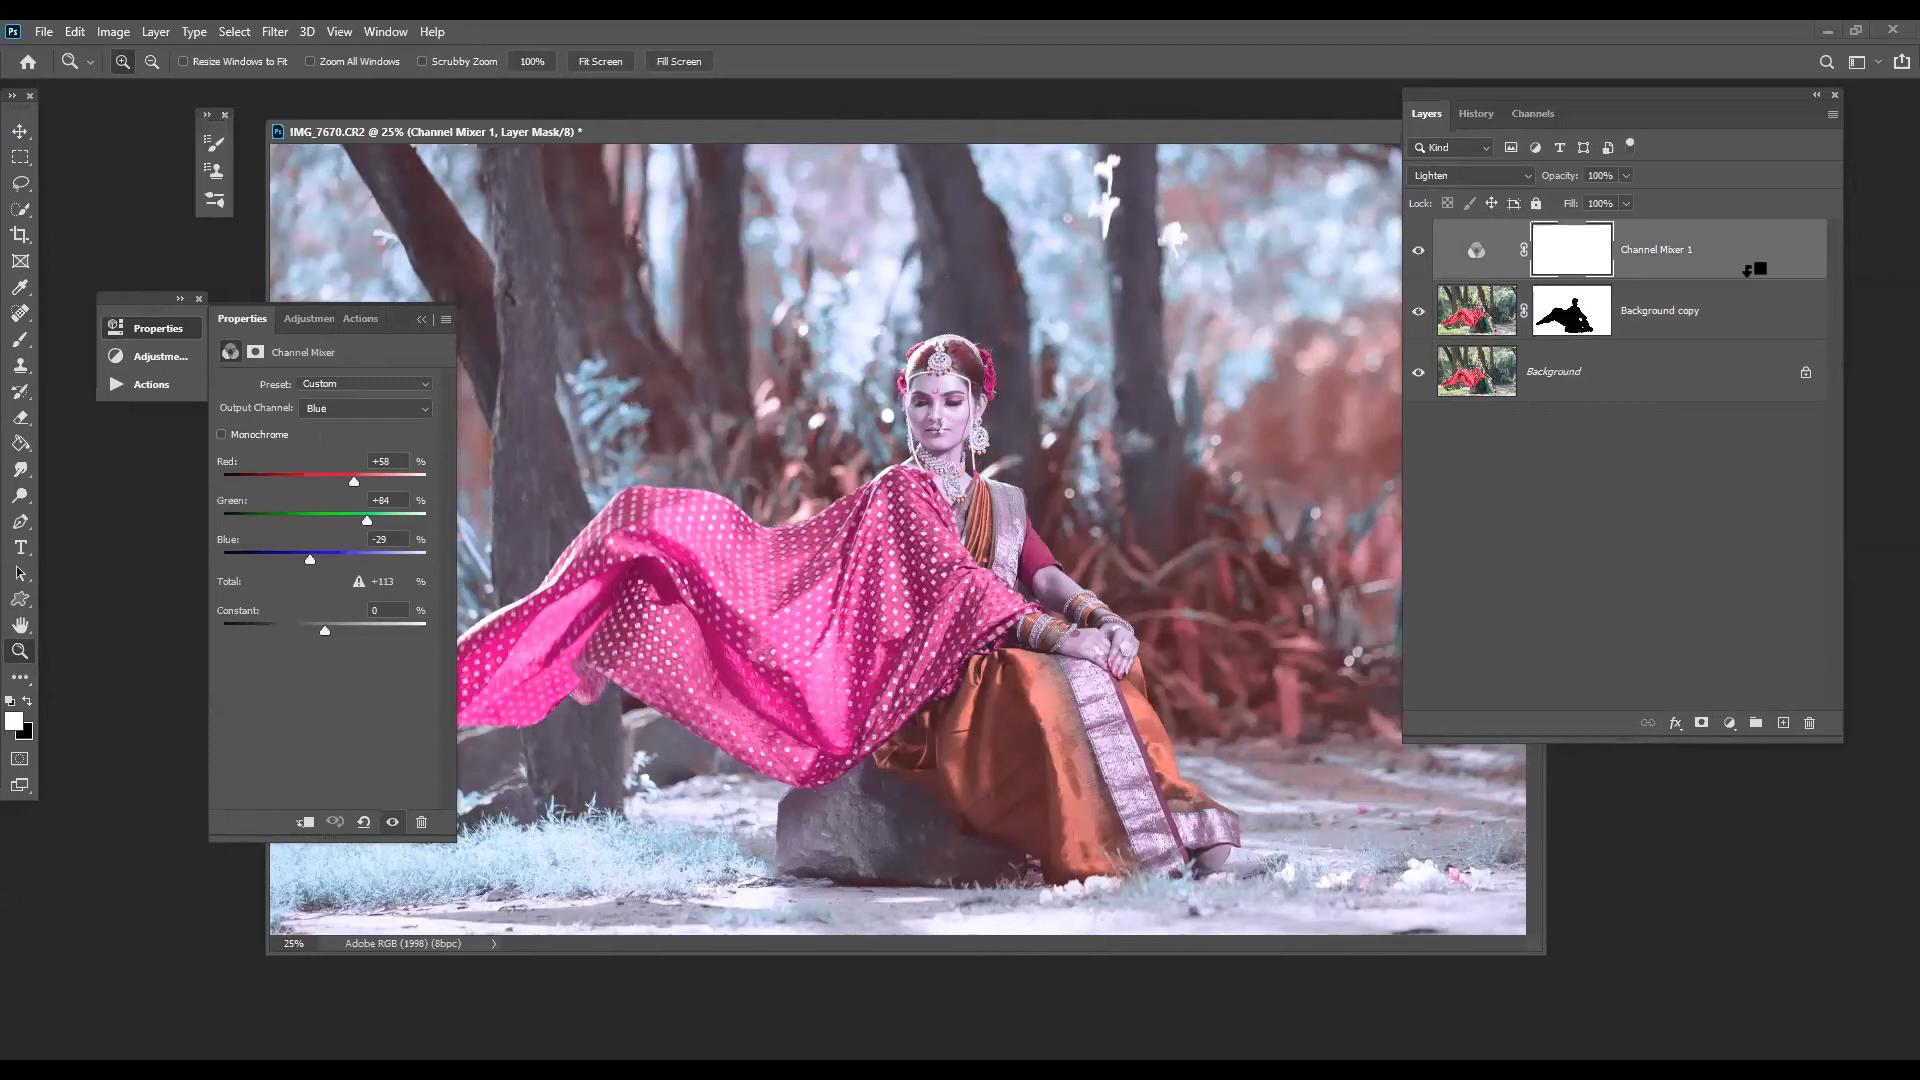 Ps File Edit Image Layer Type Select Filter 3D View Window Help
Resize Windows to Fit Zoom All Windows Scrubby Zoom 100% Fit Screen Fill Screen
Ps IMG_7670.CR2 @ 25% (Channel Mixer 1, Layer Mask/8) *
Layers History Channels
Kind
Lighten Opacity: 100%
Lock: Fill: 100%
Channel Mixer 1
Background copy
Background
Properties
Adjustme...
Actions
Properties Adjustmen Actions
Channel Mixer
Preset: Custom
Output Channel: Blue
Monochrome
Red: +58 %
Green: +84 %
Blue: -29 %
Total: +113 %
Constant: 0 %
fx
25% Adobe RGB (1998) (8bpc)